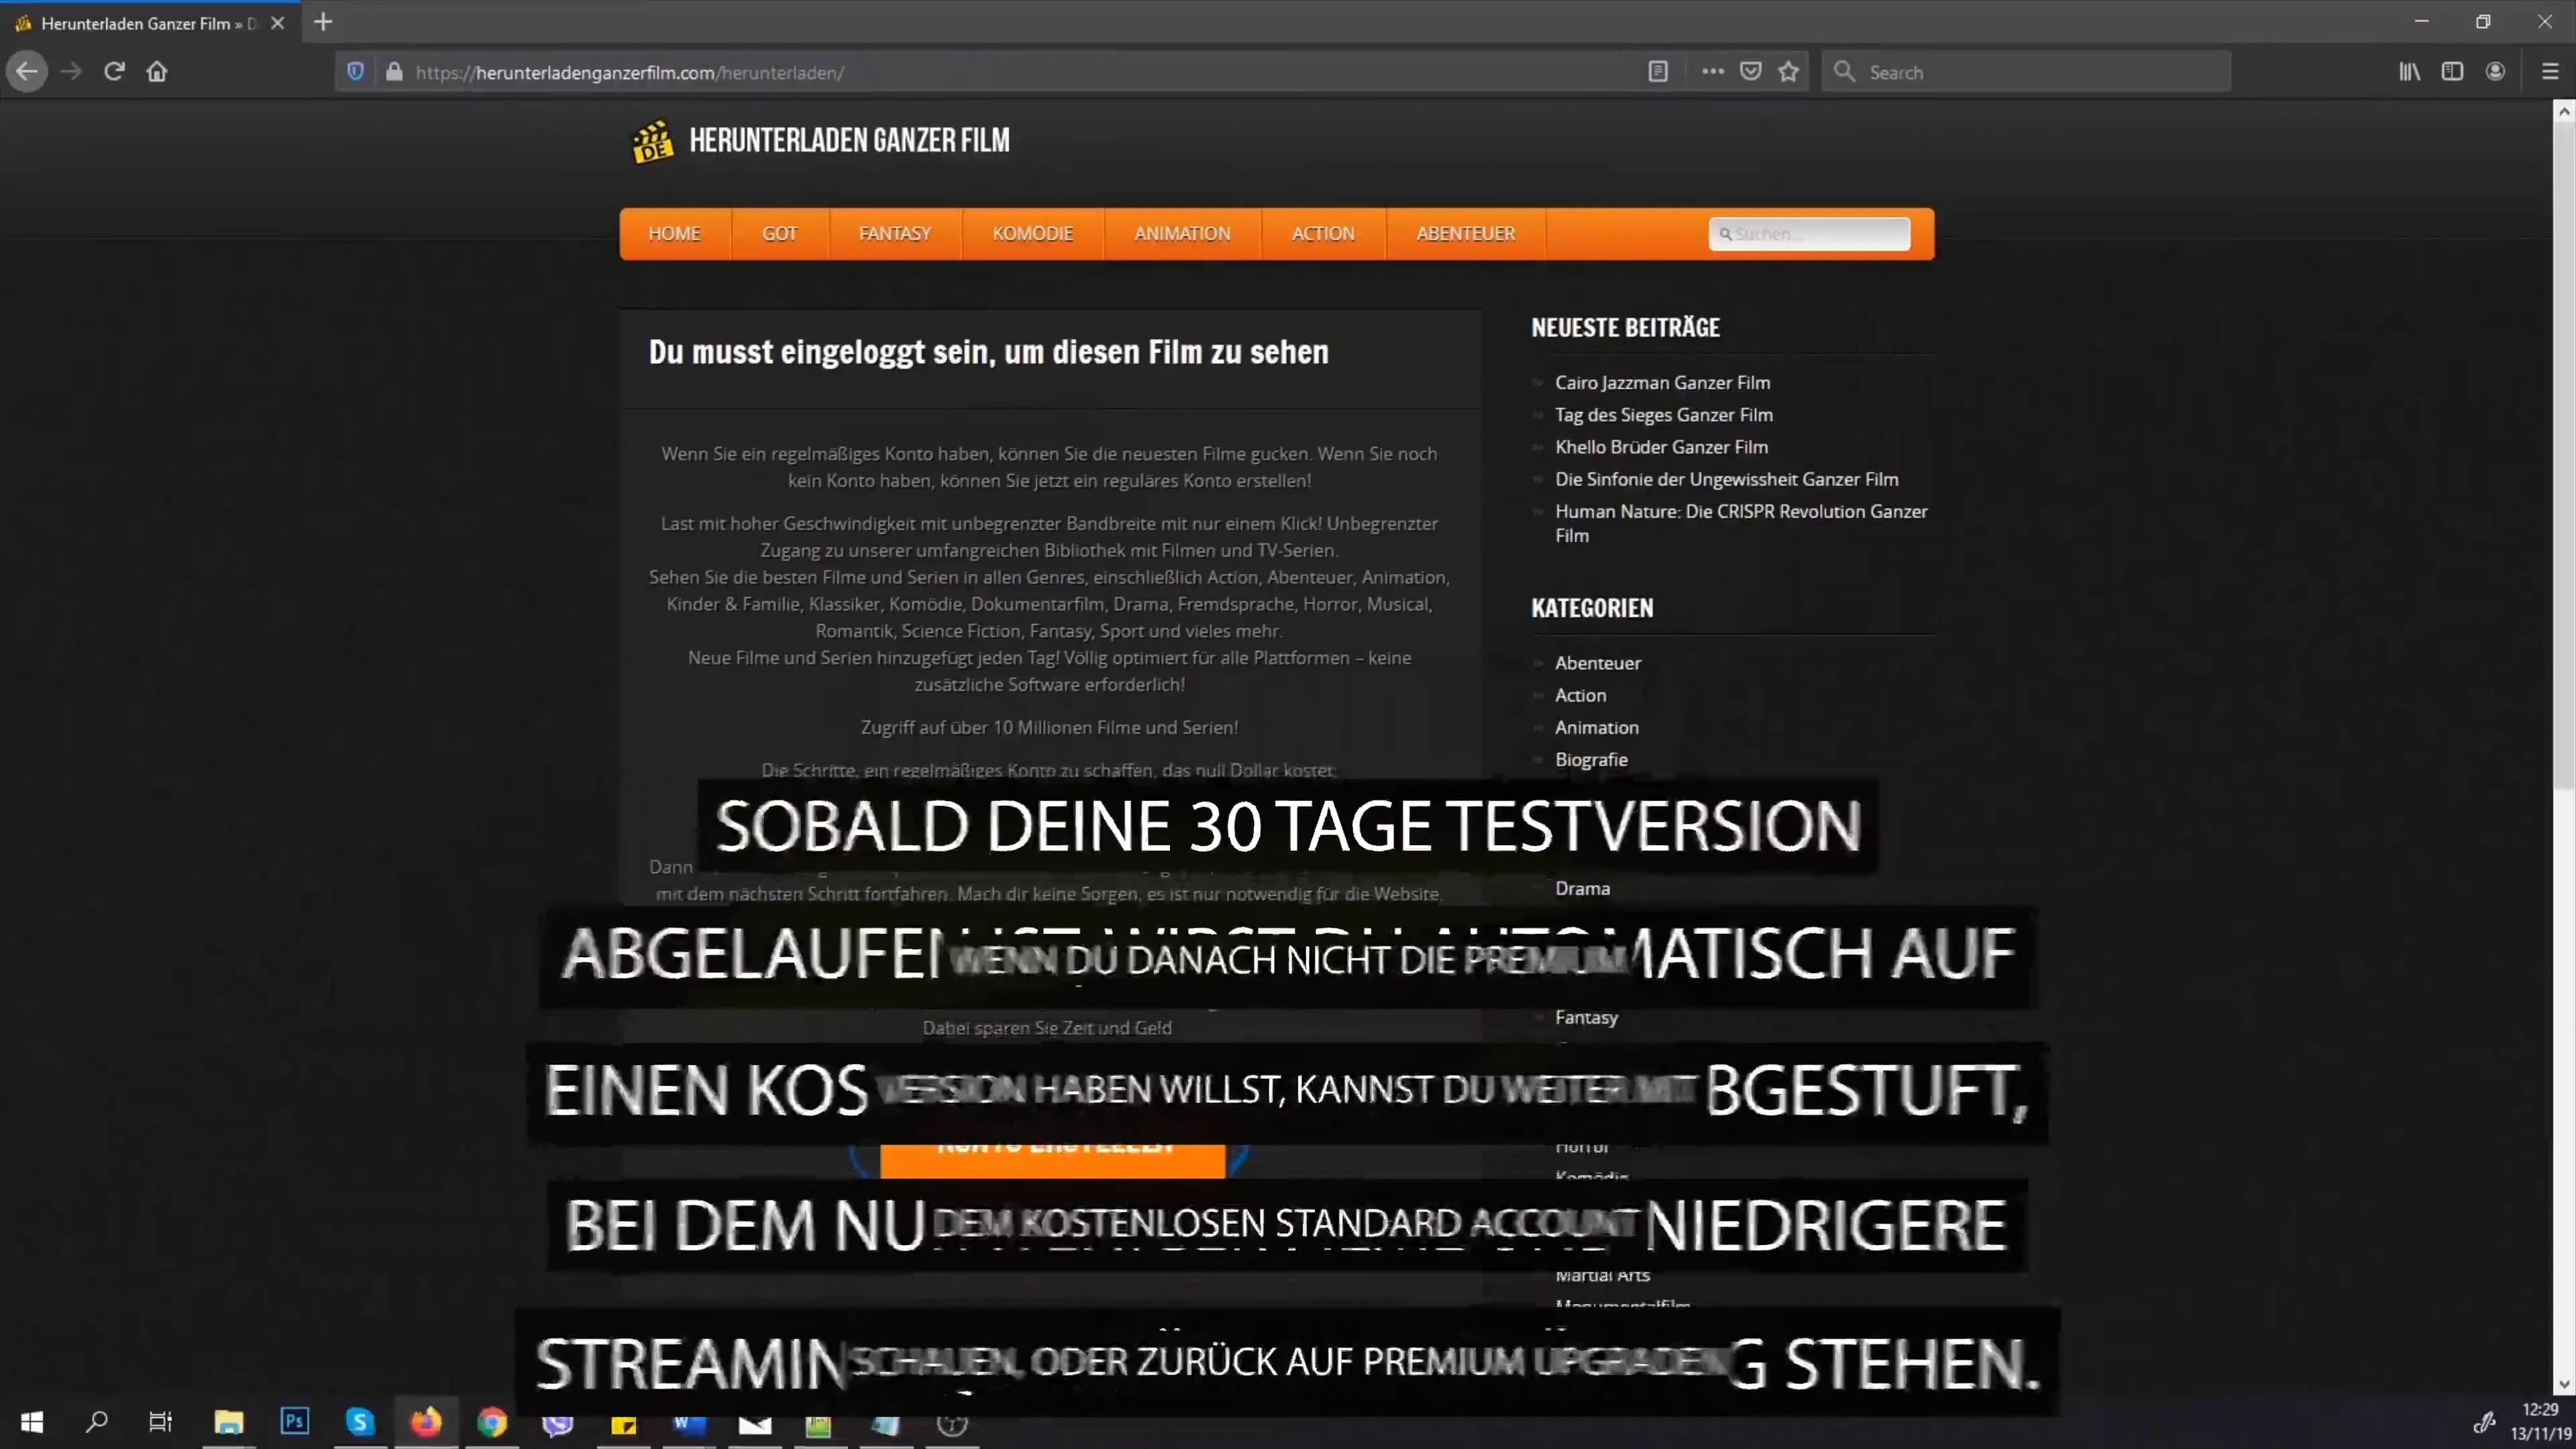 Herunterladen Ganzer Film » D
https://herunterladenganzerfilm.com/herunterladen/
Search
DE
HERUNTERLADEN GANZER FILM
HOME
GOT
FANTASY
KOMÖDIE
ANIMATION
ACTION
ABENTEUER
Suchen...
Du musst eingeloggt sein, um diesen Film zu sehen
Wenn Sie ein regelmäßiges Konto haben, können Sie die neuesten Filme gucken. Wenn Sie noch
kein Konto haben, können Sie jetzt ein reguläres Konto erstellen!
Last mit hoher Geschwindigkeit mit unbegrenzter Bandbreite mit nur einem Klick! Unbegrenzter
Zugang zu unserer umfangreichen Bibliothek mit Filmen und TV-Serien.
Sehen Sie die besten Filme und Serien in allen Genres, einschließlich Action, Abenteuer, Animation,
Kinder & Familie, Klassiker, Komödie, Dokumentarfilm, Drama, Fremdsprache, Horror, Musical,
Romantik, Science Fiction, Fantasy, Sport und vieles mehr.
Neue Filme und Serien hinzugefügt jeden Tag! Völlig optimiert für alle Plattformen – keine
zusätzliche Software erforderlich!
Zugriff auf über 10 Millionen Filme und Serien!
Die Schritte, ein regelmäßiges Konto zu schaffen, das null Dollar kostet:
Dann
mit dem nächsten Schritt fortfahren. Mach dir keine Sorgen, es ist nur notwendig für die Website.
Dabei sparen Sie Zeit und Geld
KONTO ERSTELLEN
NEUESTE BEITRÄGE
Cairo Jazzman Ganzer Film
Tag des Sieges Ganzer Film
Khello Brüder Ganzer Film
Die Sinfonie der Ungewissheit Ganzer Film
Human Nature: Die CRISPR Revolution Ganzer
Film
KATEGORIEN
Abenteuer
Action
Animation
Biografie
Drama
Fantasy
Horror
Komödie
Martial Arts
Monumentalfilm
SOBALD DEINE 30 TAGE TESTVERSION
ABGELAUFEN IST, WIRST DU AUTOMATISCH AUF
EINEN KOS BGESTUFT,
BEI DEM NU NIEDRIGERE
STREAMIN G STEHEN.
WENN DU DANACH NICHT DIE PREMIUM
VERSION HABEN WILLST, KANNST DU WEITER MIT
DEM KOSTENLOSEN STANDARD ACCOUNT
SCHAUEN, ODER ZURÜCK AUF PREMIUM UPGRADEN
Ps
12:29
13/11/19